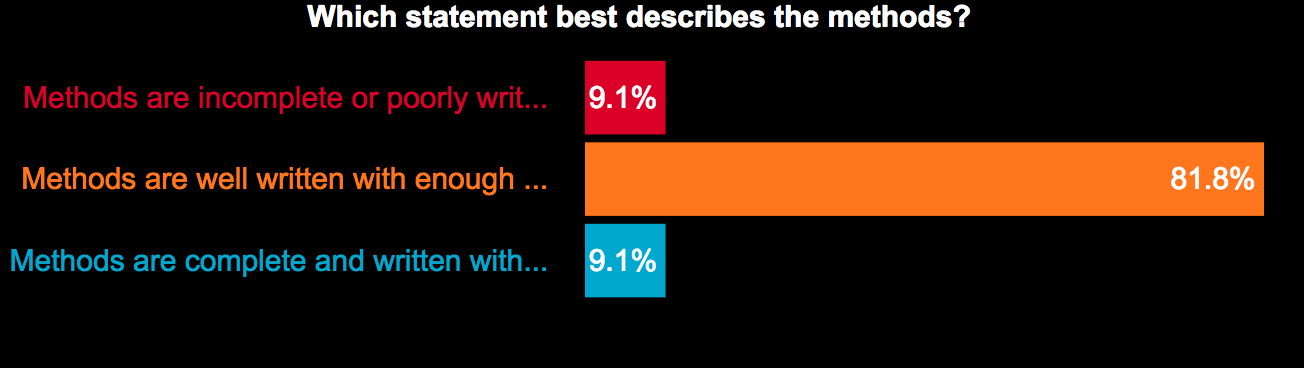 Which statement best describes the methods?
Methods are incomplete or poorly writ... 9.1%
Methods are well written with enough ... 81.8%
Methods are complete and written with... 9.1%